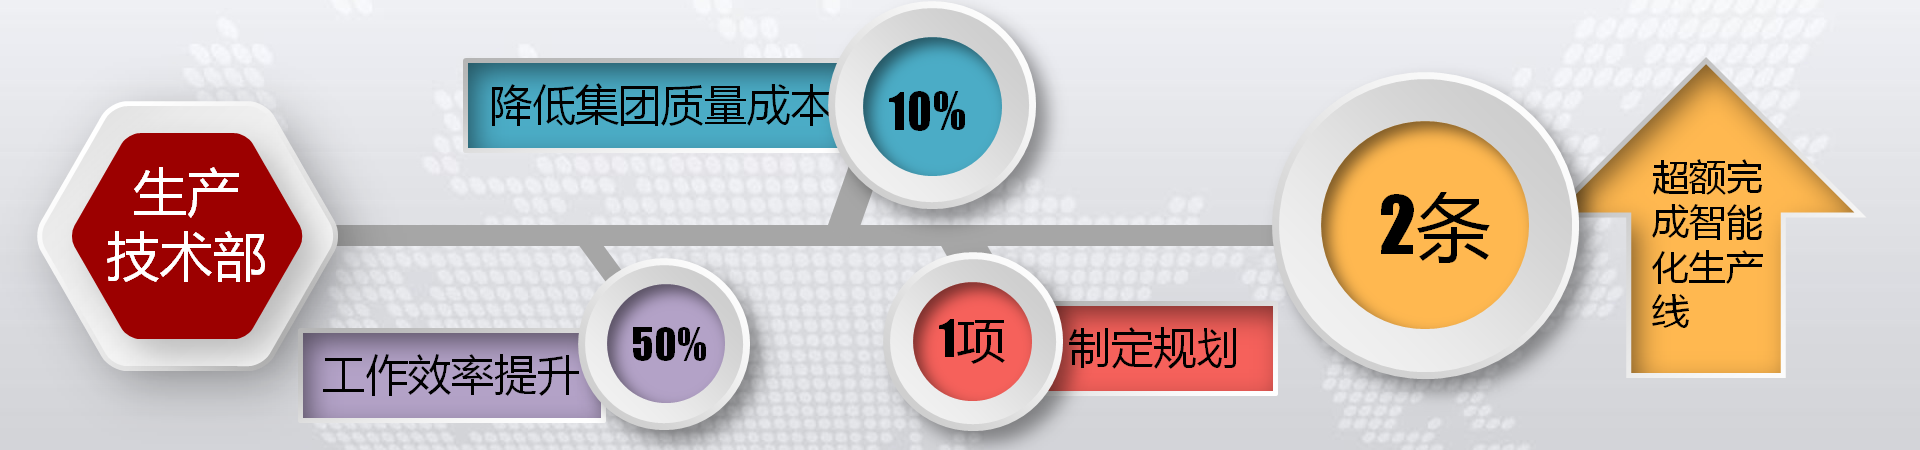 生产
技术部
降低集团质量成本
10%
工作效率提升
50%
1项
制定规划
2条
超额完
成智能
化生产
线